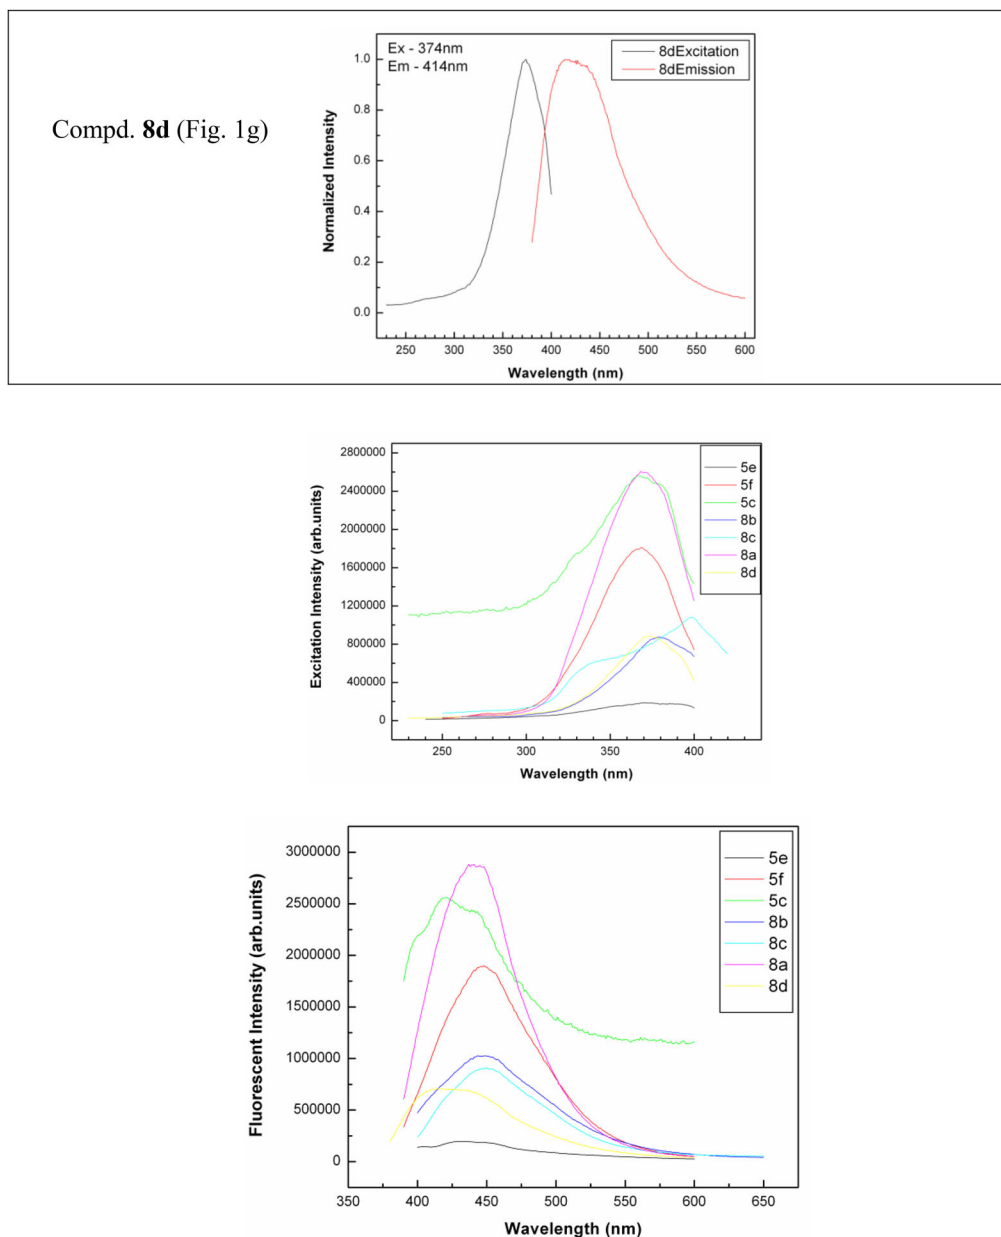 Compd. 8d (Fig. 1g)
Ex - 374nm
Em - 414nm
8dExcitation
8dEmission
Normalized Intensity
1.0
0.8
0.6
0.4
0.2
0.0
250 300 350 400 450 500 550 600
Wavelength (nm)
Excitation Intensity (arb.units)
2800000
2400000
2000000
1600000
1200000
800000
400000
0
5e
5f
5c
8b
8c
8a
8d
250 300 350 400
Wavelength (nm)
Fluorescent Intensity (arb.units)
3000000
2500000
2000000
1500000
1000000
500000
0
5e
5f
5c
8b
8c
8a
8d
350 400 450 500 550 600 650
Wavelength (nm)